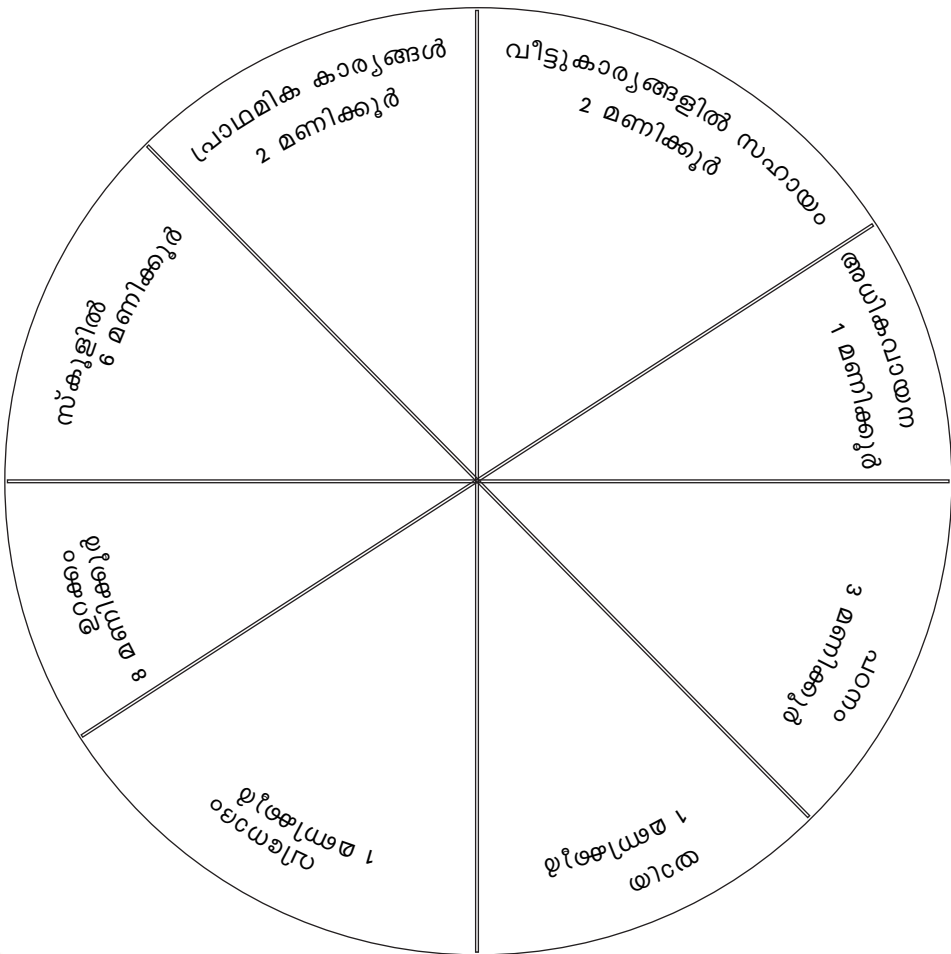 വീട്ടുകാര്യങ്ങളിൽ സഹായം
2 മണിക്കൂർ
അധികവായന
1 മണിക്കൂർ
പഠനം
3 മണിക്കൂർ
യാത്ര
1 മണിക്കൂർ
വിനോദം
1 മണിക്കൂർ
ഉറക്കം
8 മണിക്കൂർ
സ്കൂളിൽ
6 മണിക്കൂർ
പ്രാഥമിക കാര്യങ്ങൾ
2 മണിക്കൂർ